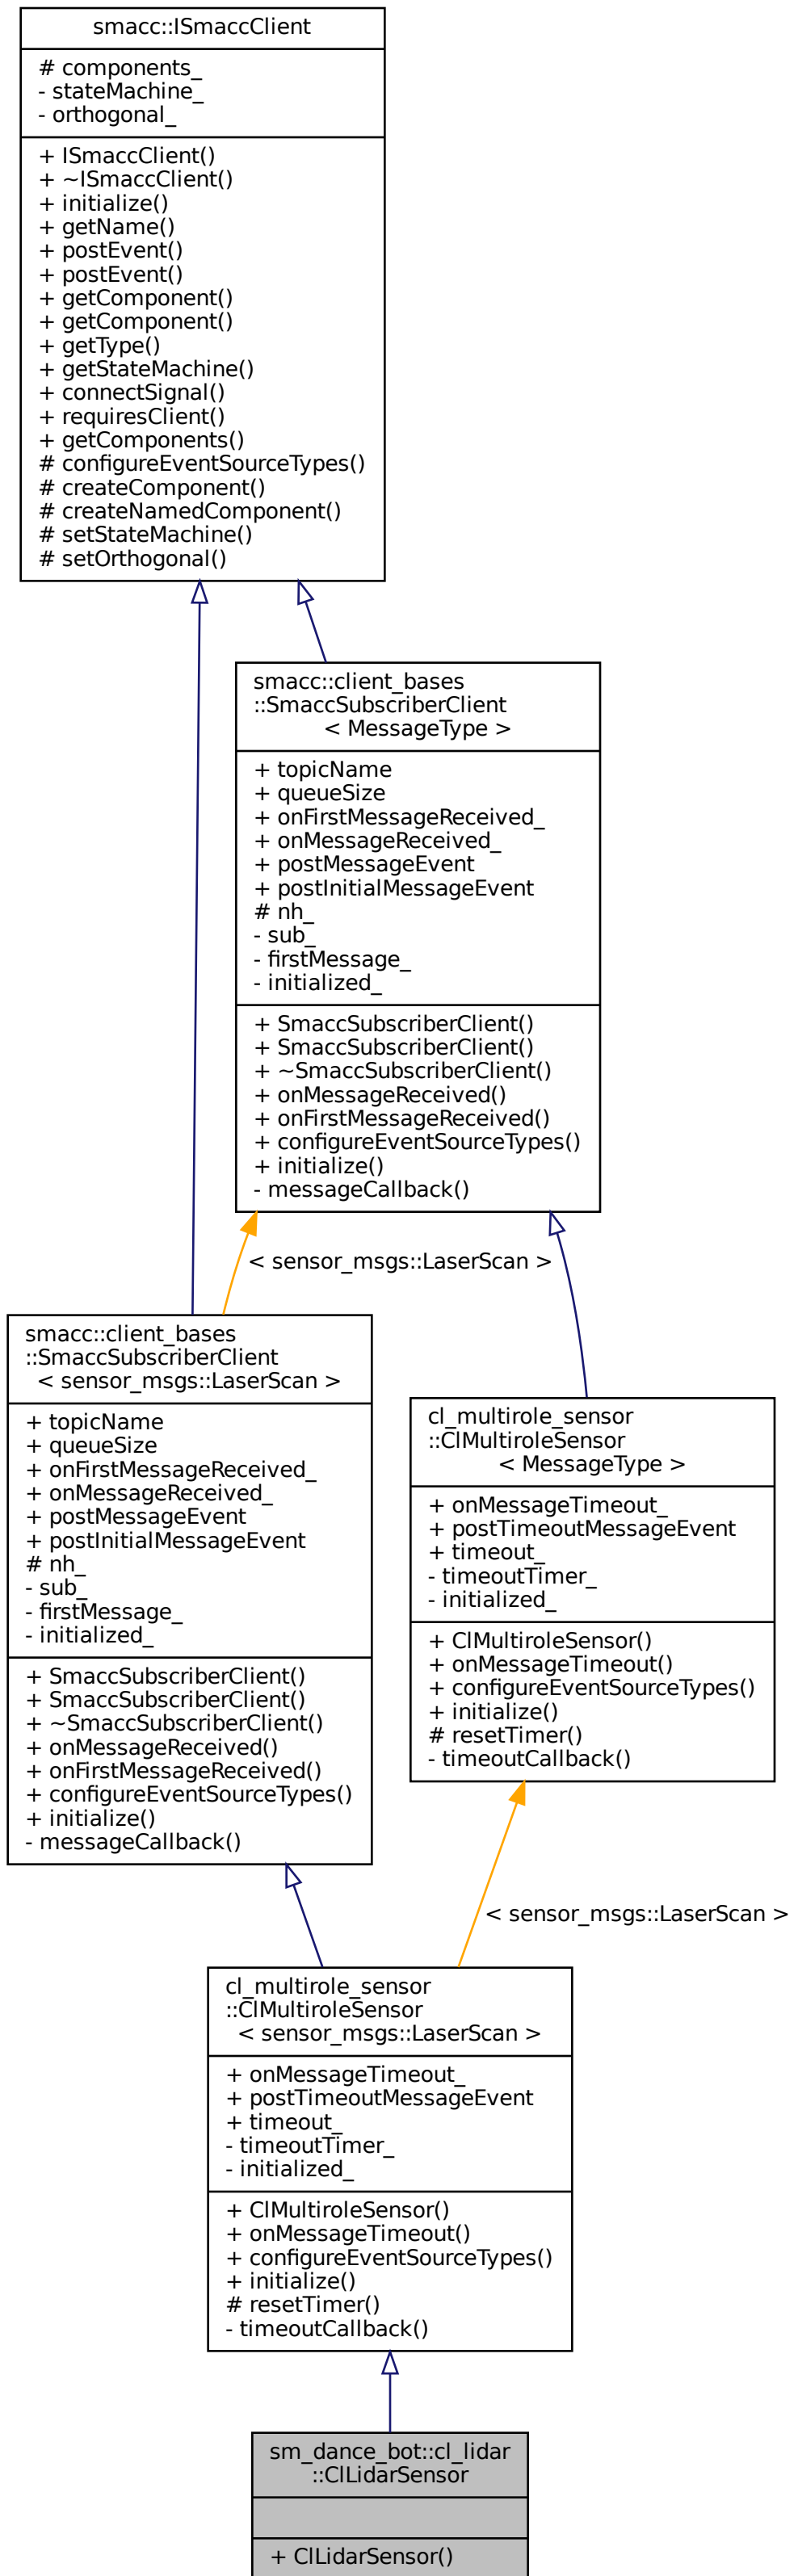 smacc::ISmaccClient
# components_
- stateMachine_
- orthogonal_
+ ISmaccClient()
+ ~ISmaccClient()
+ initialize()
+ getName()
+ postEvent()
+ postEvent()
+ getComponent()
+ getComponent()
+ getType()
+ getStateMachine()
+ connectSignal()
+ requiresClient()
+ getComponents()
# configureEventSourceTypes()
# createComponent()
# createNamedComponent()
# setStateMachine()
# setOrthogonal()
smacc::client_bases
::SmaccSubscriberClient
< MessageType >
+ topicName
+ queueSize
+ onFirstMessageReceived_
+ onMessageReceived_
+ postMessageEvent
+ postInitialMessageEvent
# nh_
- sub_
- firstMessage_
- initialized_
+ SmaccSubscriberClient()
+ SmaccSubscriberClient()
+ ~SmaccSubscriberClient()
+ onMessageReceived()
+ onFirstMessageReceived()
+ configureEventSourceTypes()
+ initialize()
- messageCallback()
< sensor_msgs::LaserScan >
smacc::client_bases
::SmaccSubscriberClient
< sensor_msgs::LaserScan >
+ topicName
+ queueSize
+ onFirstMessageReceived_
+ onMessageReceived_
+ postMessageEvent
+ postInitialMessageEvent
# nh_
- sub_
- firstMessage_
- initialized_
+ SmaccSubscriberClient()
+ SmaccSubscriberClient()
+ ~SmaccSubscriberClient()
+ onMessageReceived()
+ onFirstMessageReceived()
+ configureEventSourceTypes()
+ initialize()
- messageCallback()
cl_multirole_sensor
::ClMultiroleSensor
< MessageType >
+ onMessageTimeout_
+ postTimeoutMessageEvent
+ timeout_
- timeoutTimer_
- initialized_
+ ClMultiroleSensor()
+ onMessageTimeout()
+ configureEventSourceTypes()
+ initialize()
# resetTimer()
- timeoutCallback()
< sensor_msgs::LaserScan >
cl_multirole_sensor
::ClMultiroleSensor
< sensor_msgs::LaserScan >
+ onMessageTimeout_
+ postTimeoutMessageEvent
+ timeout_
- timeoutTimer_
- initialized_
+ ClMultiroleSensor()
+ onMessageTimeout()
+ configureEventSourceTypes()
+ initialize()
# resetTimer()
- timeoutCallback()
sm_dance_bot::cl_lidar
::ClLidarSensor
+ ClLidarSensor()